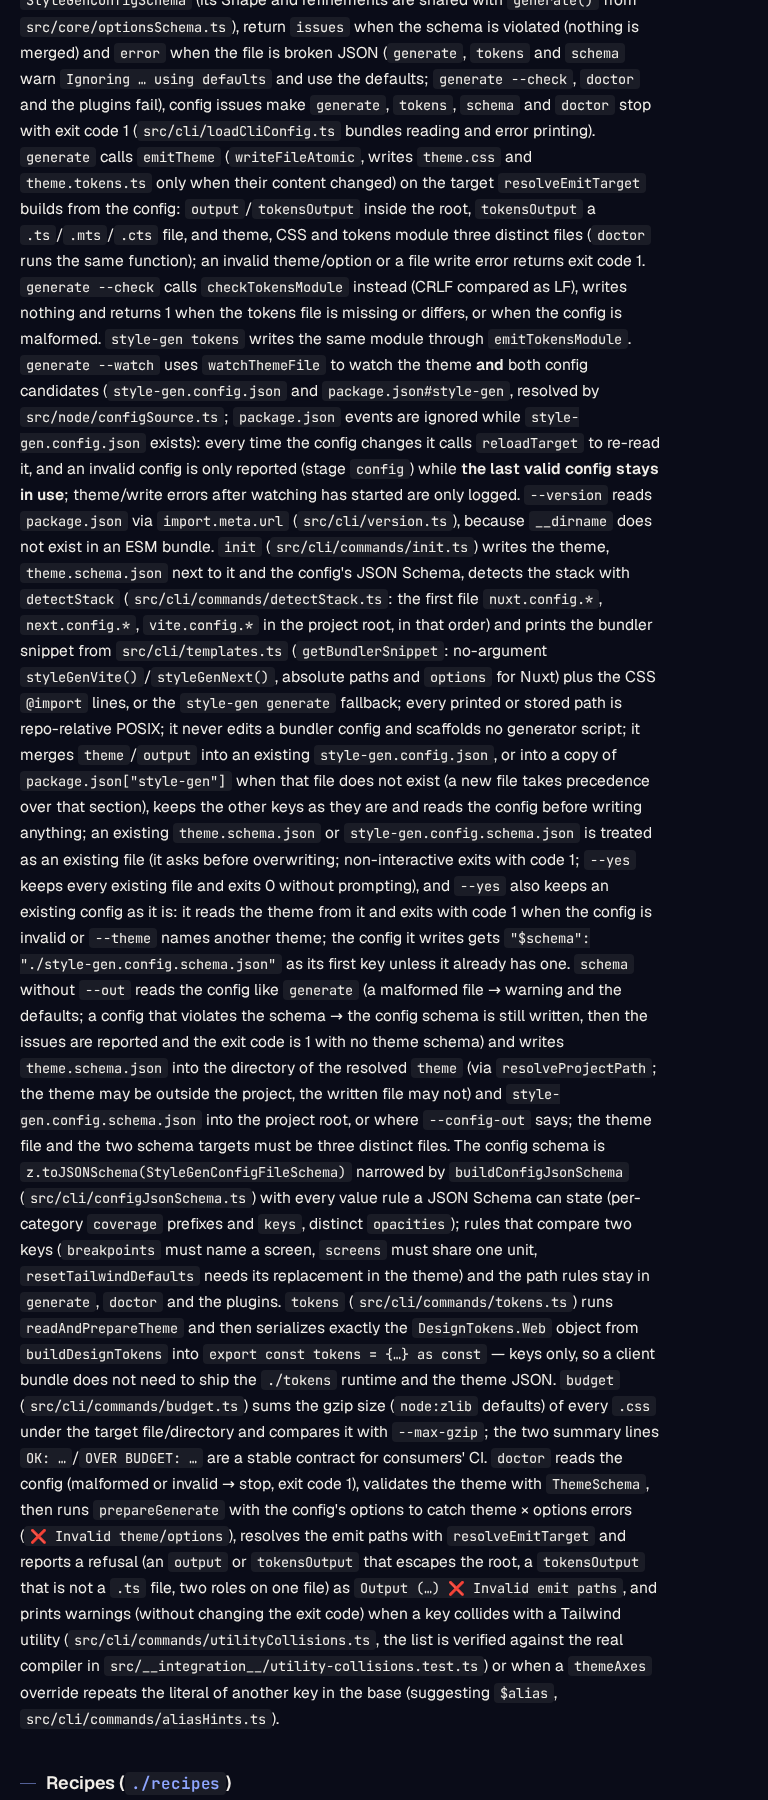 StyleGenConfigSchema (its Shape and refinements are shared with generate() from
src/core/optionsSchema.ts), return issues when the schema is violated (nothing is
merged) and error when the file is broken JSON (generate, tokens and schema
warn Ignoring … using defaults and use the defaults; generate --check, doctor
and the plugins fail), config issues make generate, tokens, schema and doctor stop
with exit code 1 (src/cli/loadCliConfig.ts bundles reading and error printing).
generate calls emitTheme (writeFileAtomic, writes theme.css and
theme.tokens.ts only when their content changed) on the target resolveEmitTarget
builds from the config: output/tokensOutput inside the root, tokensOutput a
.ts/.mts/.cts file, and theme, CSS and tokens module three distinct files (doctor
runs the same function); an invalid theme/option or a file write error returns exit code 1.
generate --check calls checkTokensModule instead (CRLF compared as LF), writes
nothing and returns 1 when the tokens file is missing or differs, or when the config is
malformed. style-gen tokens writes the same module through emitTokensModule.
generate --watch uses watchThemeFile to watch the theme and both config
candidates (style-gen.config.json and package.json#style-gen, resolved by
src/node/configSource.ts; package.json events are ignored while style-
gen.config.json exists): every time the config changes it calls reloadTarget to re-read
it, and an invalid config is only reported (stage config) while the last valid config stays
in use; theme/write errors after watching has started are only logged. --version reads
package.json via import.meta.url (src/cli/version.ts), because __dirname does
not exist in an ESM bundle. init (src/cli/commands/init.ts) writes the theme,
theme.schema.json next to it and the config's JSON Schema, detects the stack with
detectStack (src/cli/commands/detectStack.ts: the first file nuxt.config.*,
next.config.*, vite.config.* in the project root, in that order) and prints the bundler
snippet from src/cli/templates.ts (getBundlerSnippet: no-argument
styleGenVite()/styleGenNext(), absolute paths and options for Nuxt) plus the CSS
@import lines, or the style-gen generate fallback; every printed or stored path is
repo-relative POSIX; it never edits a bundler config and scaffolds no generator script; it
merges theme/output into an existing style-gen.config.json, or into a copy of
package.json["style-gen"] when that file does not exist (a new file takes precedence
over that section), keeps the other keys as they are and reads the config before writing
anything; an existing theme.schema.json or style-gen.config.schema.json is treated
as an existing file (it asks before overwriting; non-interactive exits with code 1; --yes
keeps every existing file and exits 0 without prompting), and --yes also keeps an
existing config as it is: it reads the theme from it and exits with code 1 when the config is
invalid or --theme names another theme; the config it writes gets "$schema":
"./style-gen.config.schema.json" as its first key unless it already has one. schema
without --out reads the config like generate (a malformed file → warning and the
defaults; a config that violates the schema → the config schema is still written, then the
issues are reported and the exit code is 1 with no theme schema) and writes
theme.schema.json into the directory of the resolved theme (via resolveProjectPath;
the theme may be outside the project, the written file may not) and style-
gen.config.schema.json into the project root, or where --config-out says; the theme
file and the two schema targets must be three distinct files. The config schema is
z.toJSONSchema(StyleGenConfigFileSchema) narrowed by buildConfigJsonSchema
(src/cli/configJsonSchema.ts) with every value rule a JSON Schema can state (per-
category coverage prefixes and keys, distinct opacities); rules that compare two
keys (breakpoints must name a screen, screens must share one unit,
resetTailwindDefaults needs its replacement in the theme) and the path rules stay in
generate, doctor and the plugins. tokens (src/cli/commands/tokens.ts) runs
readAndPrepareTheme and then serializes exactly the DesignTokens.Web object from
buildDesignTokens into export const tokens = {…} as const — keys only, so a client
bundle does not need to ship the ./tokens runtime and the theme JSON. budget
(src/cli/commands/budget.ts) sums the gzip size (node:zlib defaults) of every .css
under the target file/directory and compares it with --max-gzip; the two summary lines
OK: …/OVER BUDGET: … are a stable contract for consumers' CI. doctor reads the
config (malformed or invalid → stop, exit code 1), validates the theme with ThemeSchema,
then runs prepareGenerate with the config's options to catch theme × options errors
(❌ Invalid theme/options), resolves the emit paths with resolveEmitTarget and
reports a refusal (an output or tokensOutput that escapes the root, a tokensOutput
that is not a .ts file, two roles on one file) as Output (…) ❌ Invalid emit paths, and
prints warnings (without changing the exit code) when a key collides with a Tailwind
utility (src/cli/commands/utilityCollisions.ts, the list is verified against the real
compiler in src/__integration__/utility-collisions.test.ts) or when a themeAxes
override repeats the literal of another key in the base (suggesting $alias,
src/cli/commands/aliasHints.ts).
— Recipes (./recipes)